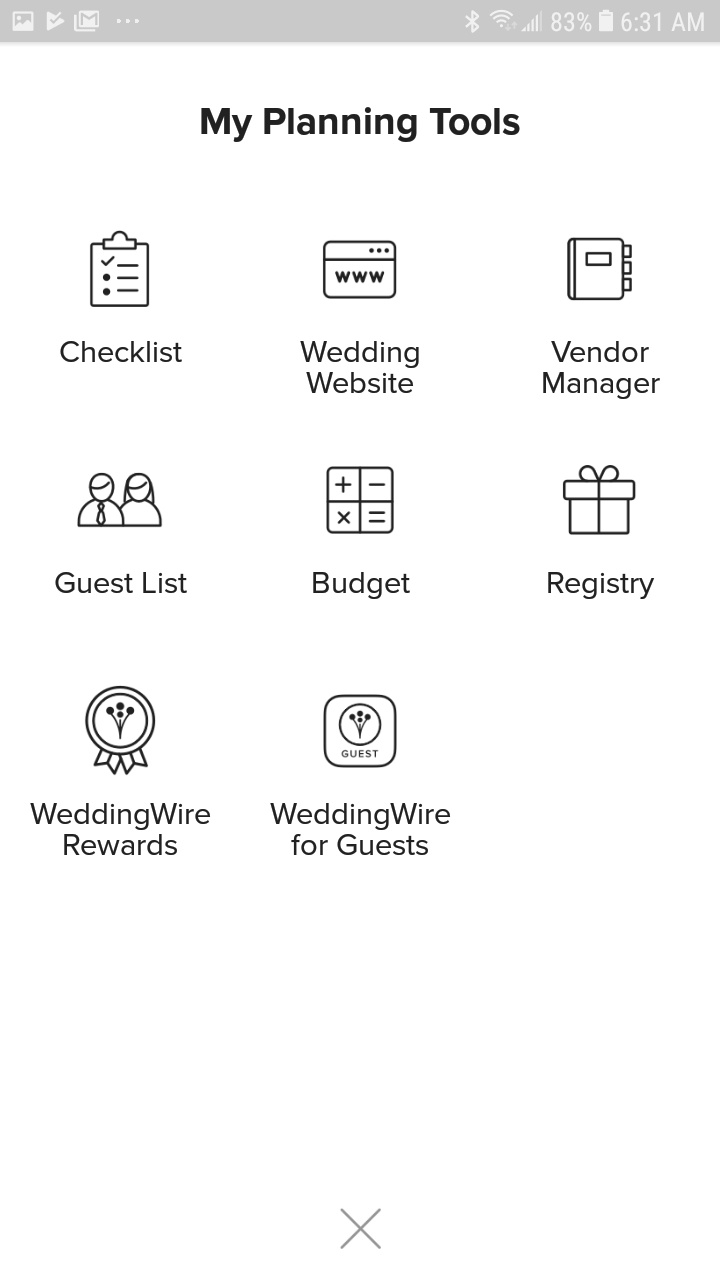 83% 6:31 AM
My Planning Tools
www
Checklist
Wedding
Website
Vendor
Manager
Guest List
Budget
Registry
GUEST
WeddingWire
Rewards
WeddingWire
for Guests